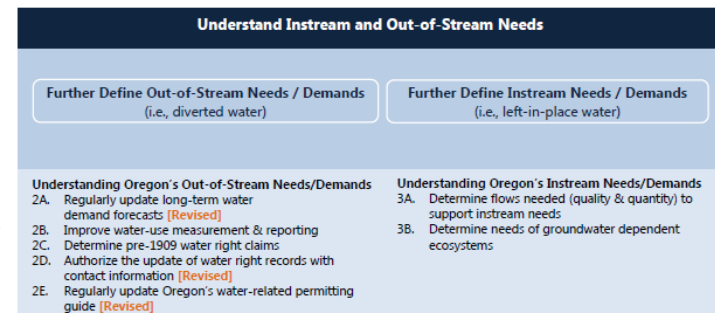 Understand Instream and Out-of-Stream Needs
Further Define Out-of-Stream Needs / Demands
(i.e., diverted water)
Further Define Instream Needs / Demands
(i.e., left-in-place water)
Understanding Oregon's Out-of-Stream Needs/Demands
2A. Regularly update long-term water
demand forecasts [Revised]
2B. Improve water-use measurement & reporting
2C. Determine pre-1909 water right claims
2D. Authorize the update of water right records with
contact information [Revised]
2E. Regularly update Oregon's water-related permitting
guide [Revised]
Understanding Oregon's Instream Needs/Demands
3A. Determine flows needed (quality & quantity) to
support instream needs
3B. Determine needs of groundwater dependent
ecosystems